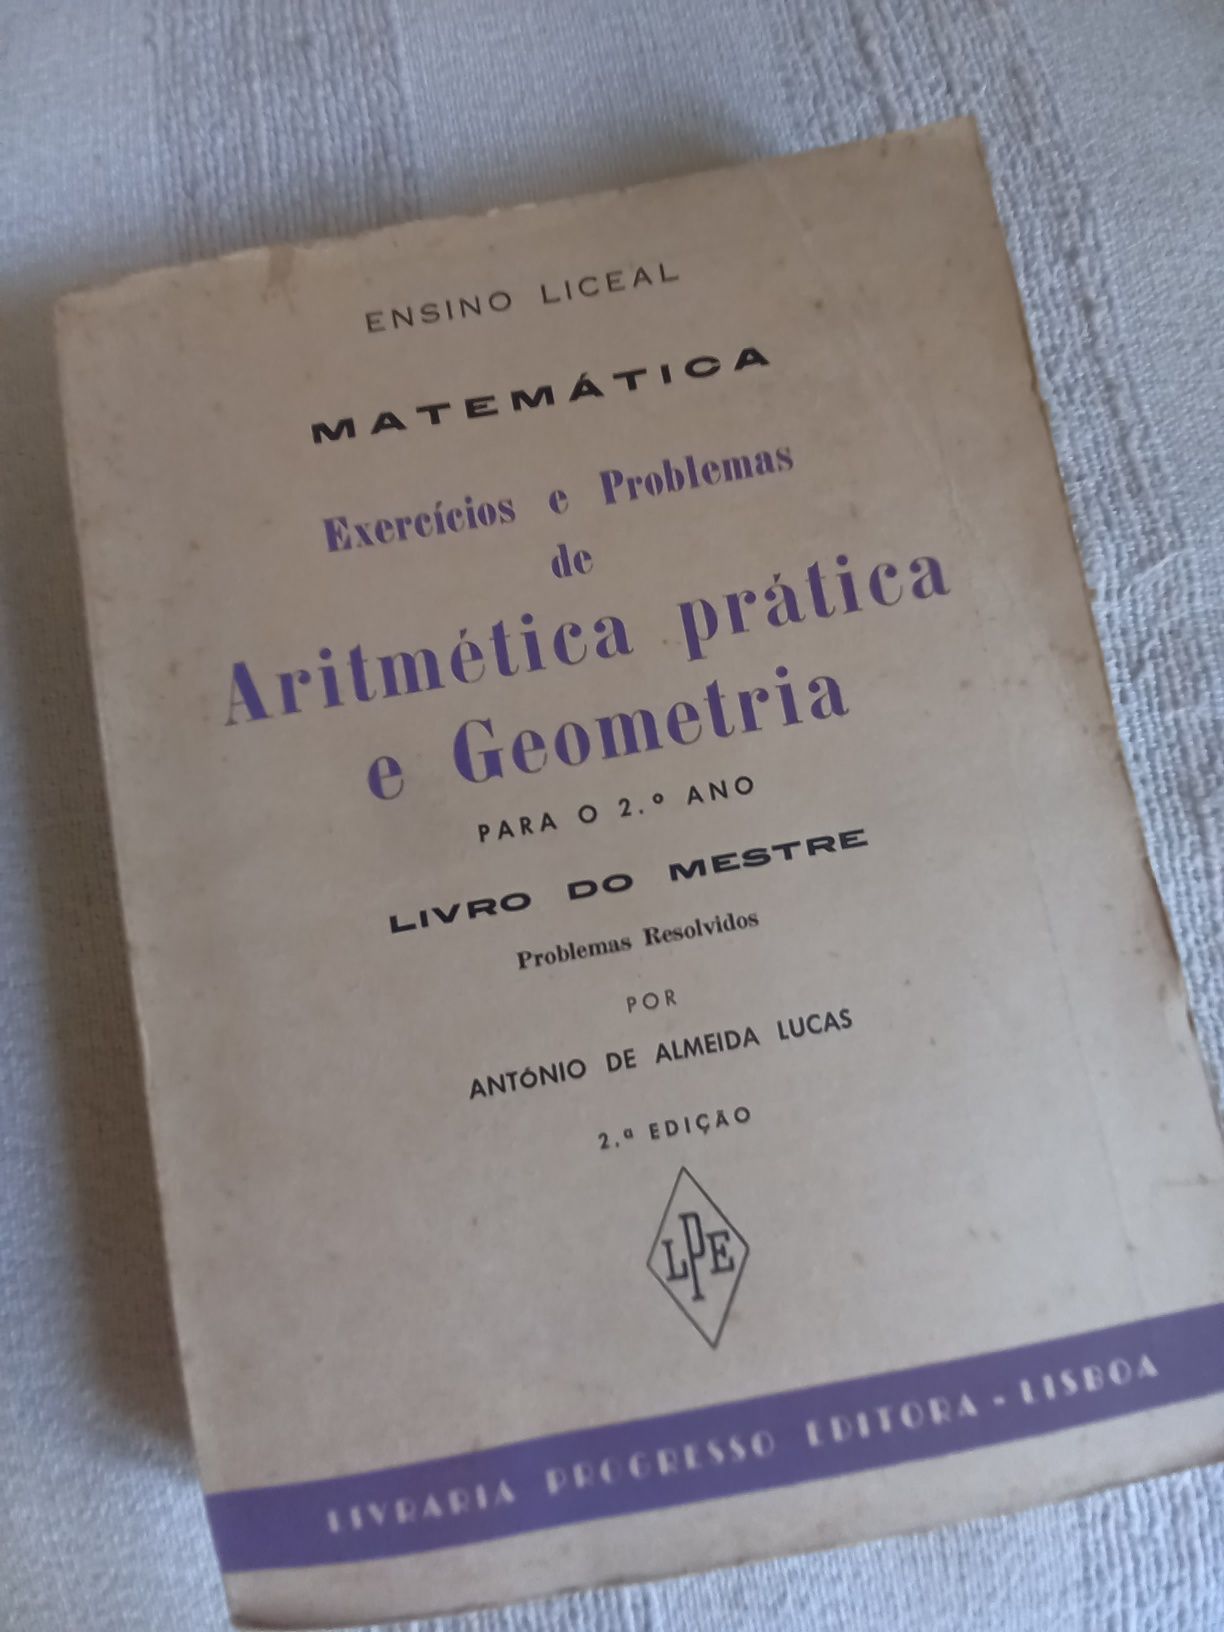 ENSINO LICEAL
MATEMÁTICA
Exercícios e Problemas
de
Aritmética prática
e Geometria
PARA O 2.º ANO
LIVRO DO MESTRE
Problemas Resolvidos
POR
ANTÓNIO DE ALMEIDA LUCAS
2.ª EDIÇÃO
LPE
LIVRARIA PROGRESSO EDITORA - LISBOA